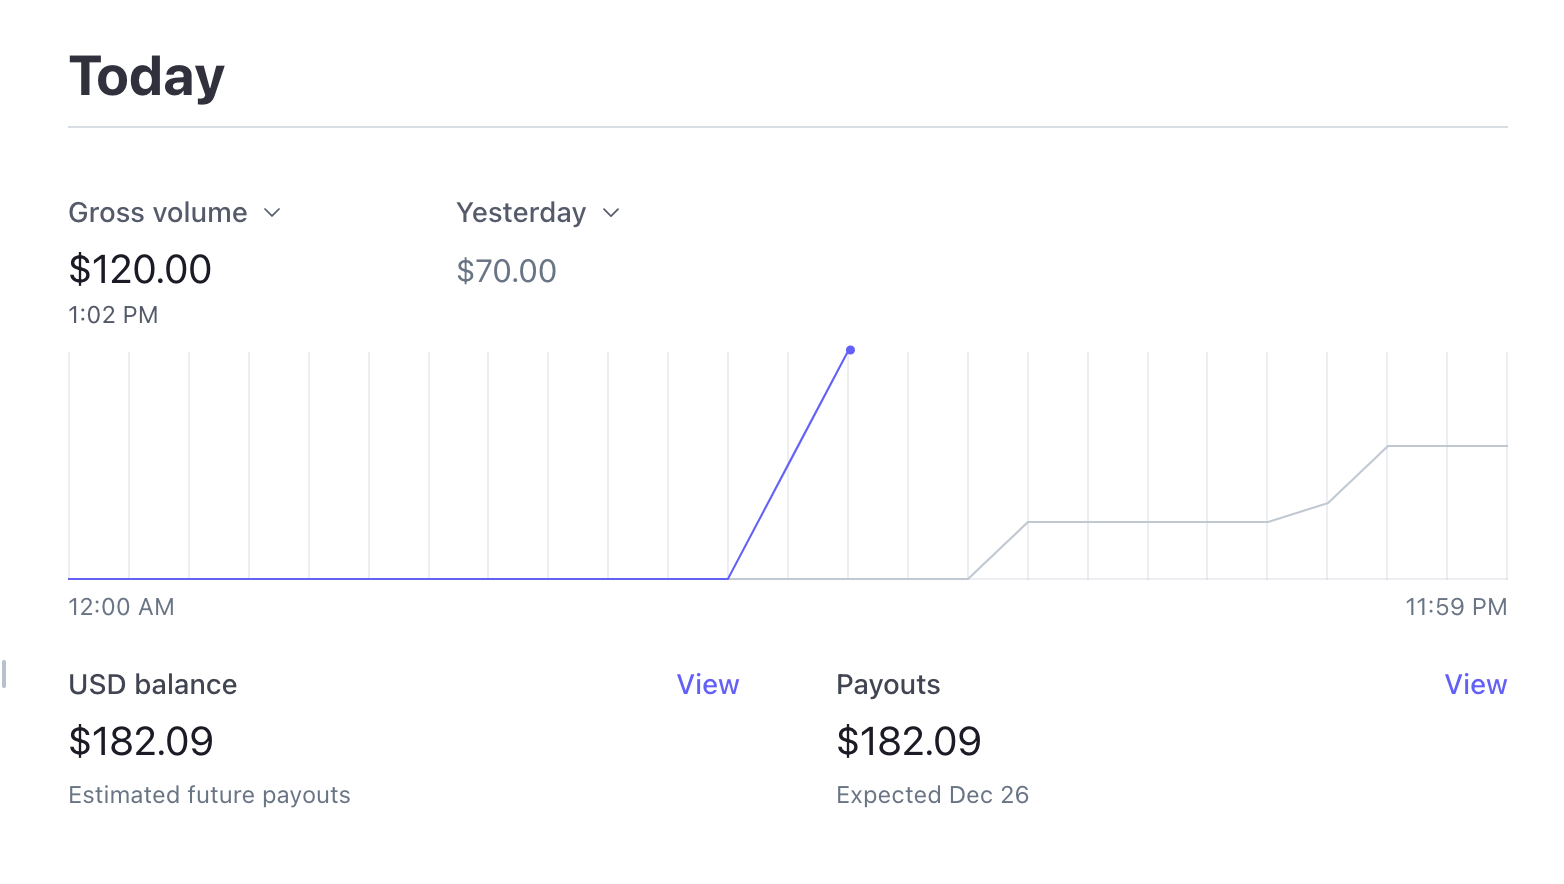 Today
Gross volume
Yesterday
$120.00
$70.00
1:02 PM
12:00 AM
11:59 PM
USD balance
View
Payouts
View
$182.09
$182.09
Estimated future payouts
Expected Dec 26